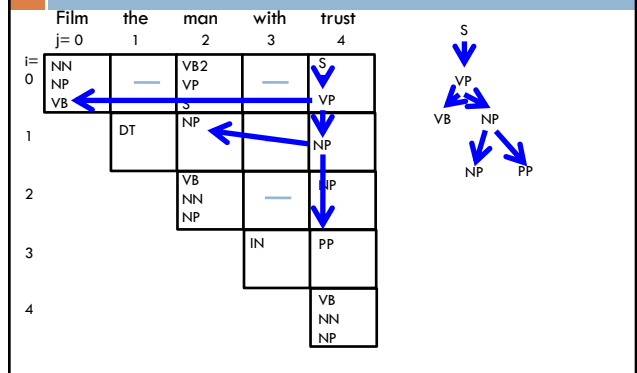 Film the man with trust
j= 0 1 2 3 4
i=
0
NN
NP
VB
VB2
VP
S
S
VP
1
DT
NP
NP
2
VB
NN
NP
NP
3
IN
PP
4
VB
NN
NP
S
VP
VB NP
NP PP